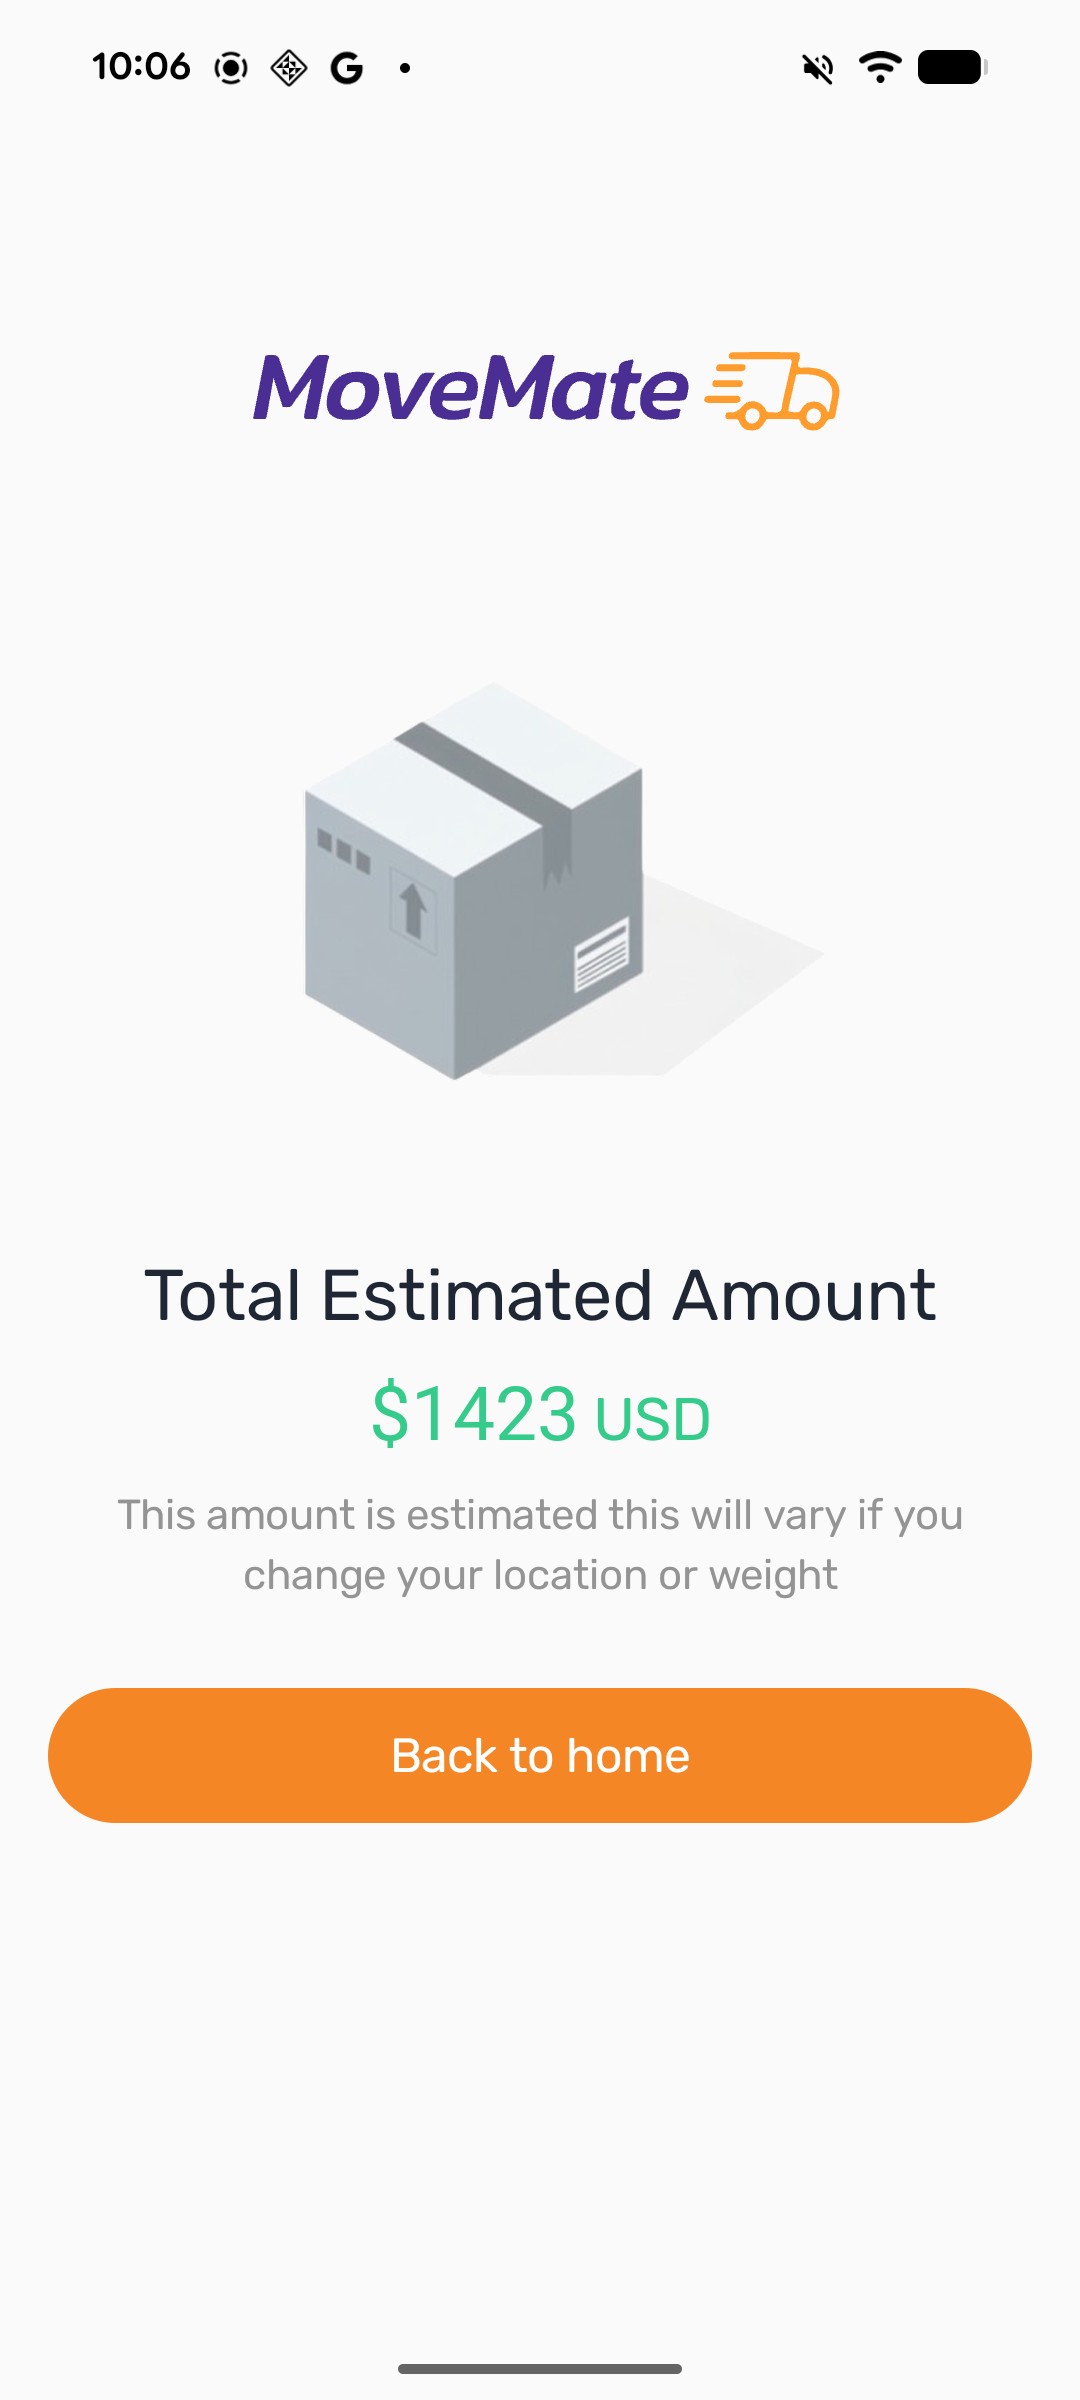 10:06
MoveMate
Total Estimated Amount
$1423 USD
This amount is estimated this will vary if you
change your location or weight
Back to home